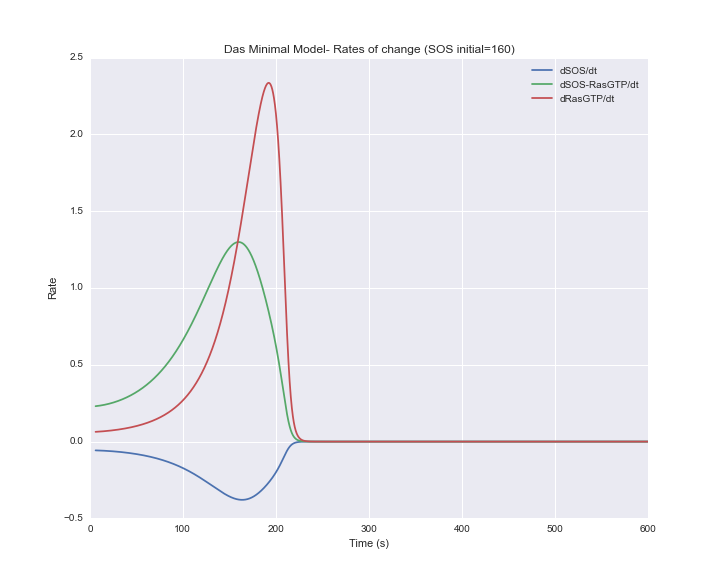 Das Minimal Model- Rates of change (SOS initial=160)
2.5
2.0
1.5
1.0
0.5
0.0
−0.5
Rate
dSOS/dt
dSOS-RasGTP/dt
dRasGTP/dt
0 100 200 300 400 500 600
Time (s)